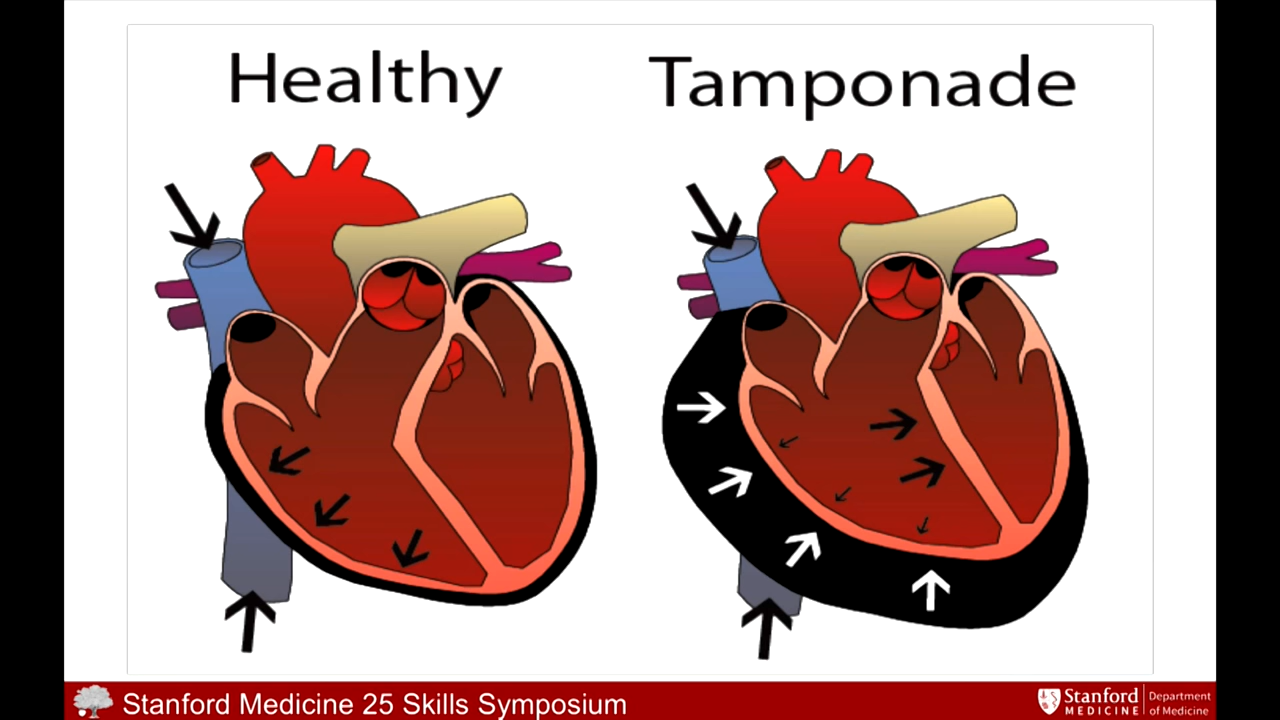 Healthy
Tamponade
Stanford Medicine 25 Skills Symposium
Stanford
MEDICINE
Department
of Medicine